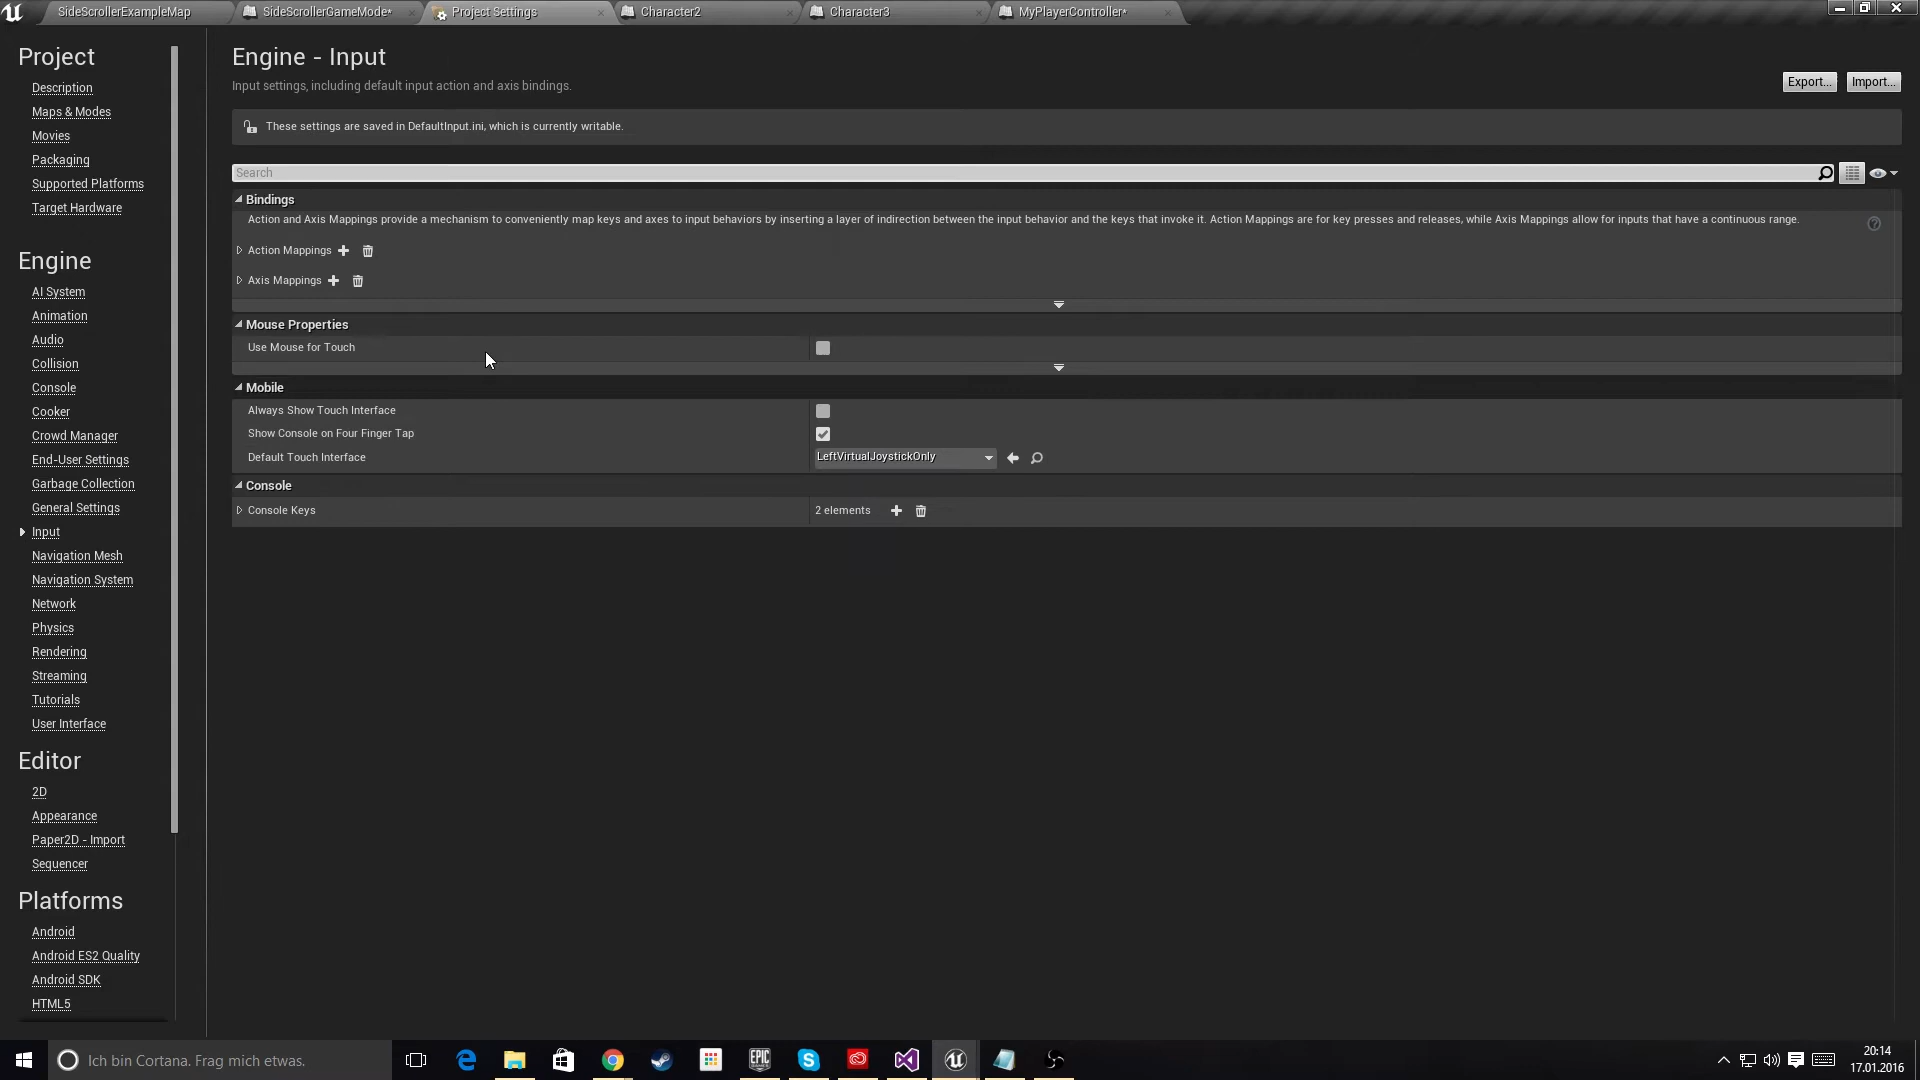 SideScrollerExampleMap
SideScrollerGameMode*
Project Settings
Character2
Character3
MyPlayerController*
Project
Description
Maps & Modes
Movies
Packaging
Supported Platforms
Target Hardware
Engine
AI System
Animation
Audio
Collision
Console
Cooker
Crowd Manager
End-User Settings
Garbage Collection
General Settings
Input
Navigation Mesh
Navigation System
Network
Physics
Rendering
Streaming
Tutorials
User Interface
Editor
2D
Appearance
Paper2D - Import
Sequencer
Platforms
Android
Android ES2 Quality
Android SDK
HTML5
Engine - Input
Input settings, including default input action and axis bindings.
Export...
Import...
These settings are saved in DefaultInput.ini, which is currently writable.
Search
Bindings
Action and Axis Mappings provide a mechanism to conveniently map keys and axes to input behaviors by inserting a layer of indirection between the input behavior and the keys that invoke it. Action Mappings are for key presses and releases, while Axis Mappings allow for inputs that have a continuous range.
Action Mappings
Axis Mappings
Mouse Properties
Use Mouse for Touch
Mobile
Always Show Touch Interface
Show Console on Four Finger Tap
Default Touch Interface
LeftVirtualJoystickOnly
Console
Console Keys
2 elements
Ich bin Cortana. Frag mich etwas.
EPIC
20:14
17.01.2016